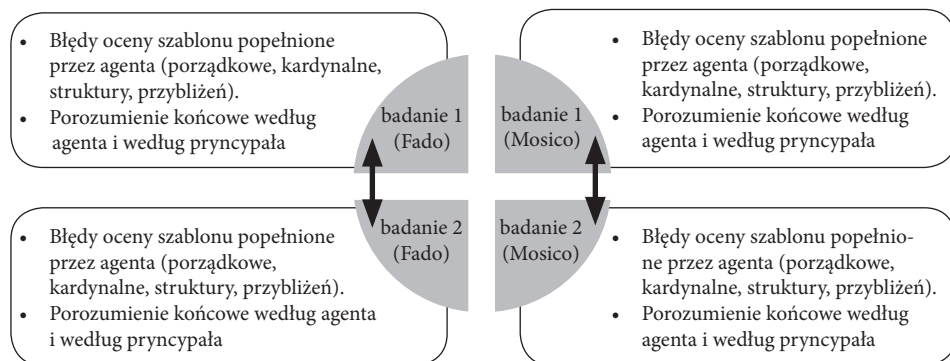 • Błędy oceny szablonu popełnione
przez agenta (porządkowe, kardynalne,
struktury, przybliżeń).
• Porozumienie końcowe według
agenta i według pryncypała
badanie 1
(Fado)
badanie 1
(Mosico)
• Błędy oceny szablonu popełnione
przez agenta (porządkowe,
kardynalne, struktury, przybliżeń).
• Porozumienie końcowe według
agenta i według pryncypała
• Błędy oceny szablonu popełnione
przez agenta (porządkowe,
kardynalne, struktury, przybliżeń).
• Porozumienie końcowe według agenta
i według pryncypała
badanie 2
(Fado)
badanie 2
(Mosico)
• Błędy oceny szablonu popełnio-
ne przez agenta (porządkowe,
kardynalne, struktury, przybliżeń).
• Porozumienie końcowe według
agenta i według pryncypała